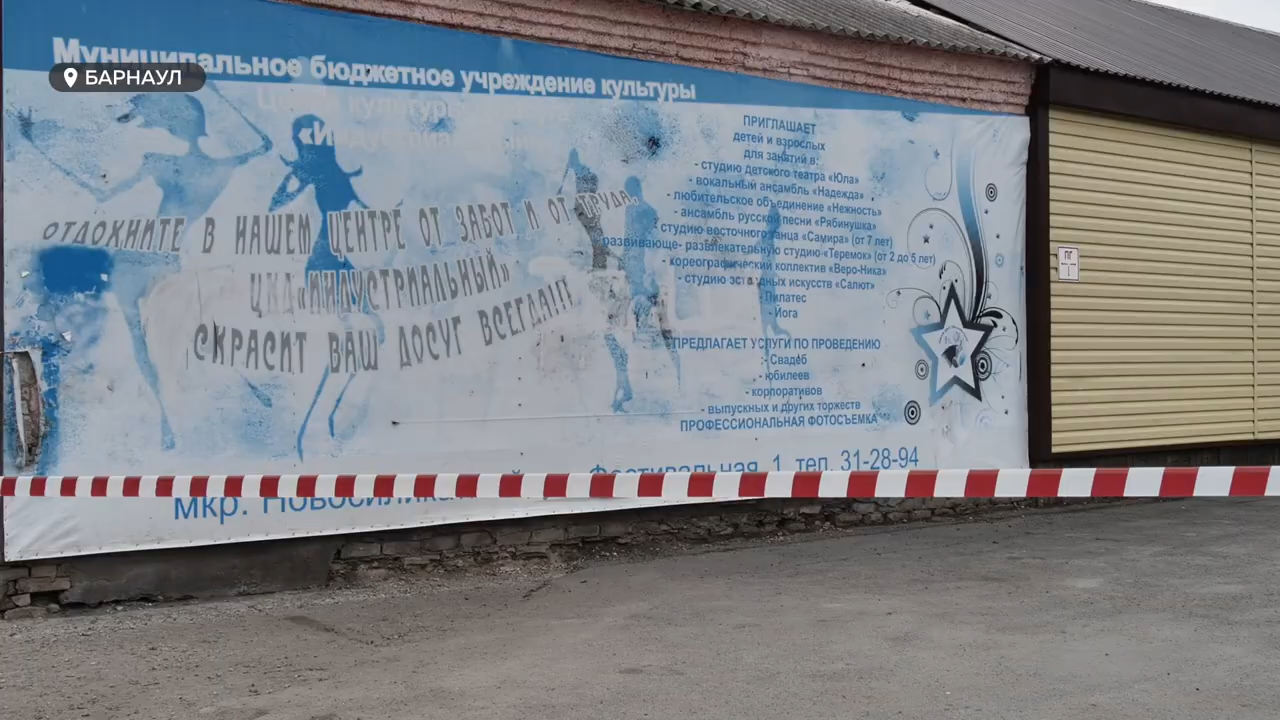 БАРНАУЛ
Муниципальное бюджетное учреждение культуры
ОТДОХНИТЕ В НАШЕМ ЦЕНТРЕ ОТ ЗАБОТ И ОТ ТРУДА,
ЦКД«ИНДУСТРИАЛЬНЫЙ»
СКРАСИТ ВАШ ДОСУГ ВСЕГДА!!!
ПРИГЛАШАЕТ
детей и взрослых
для занятий в:
- студию детского театра «Юла»
- вокальный ансамбль «Надежда»
- любительское объединение «Нежность»
- ансамбль русской песни «Рябинушка»
студию восточного танца «Самира» (от 7 лет)
развивающе- развлекательную студию «Теремок» (от 2 до 5 лет)
- хореографический коллектив «Веро-Ника»
- студию эстрадных искусств «Салют»
Пилатес
- Йога
ПРЕДЛАГАЕТ УСЛУГИ ПО ПРОВЕДЕНИЮ
:- Свадеб
- юбилеев
- корпоративов
- выпускных и других торжеств
ПРОФЕССИОНАЛЬНАЯ ФОТОСЪЕМКА
мкр. Фестивальная, 1, тел. 31-28-94
ПГ